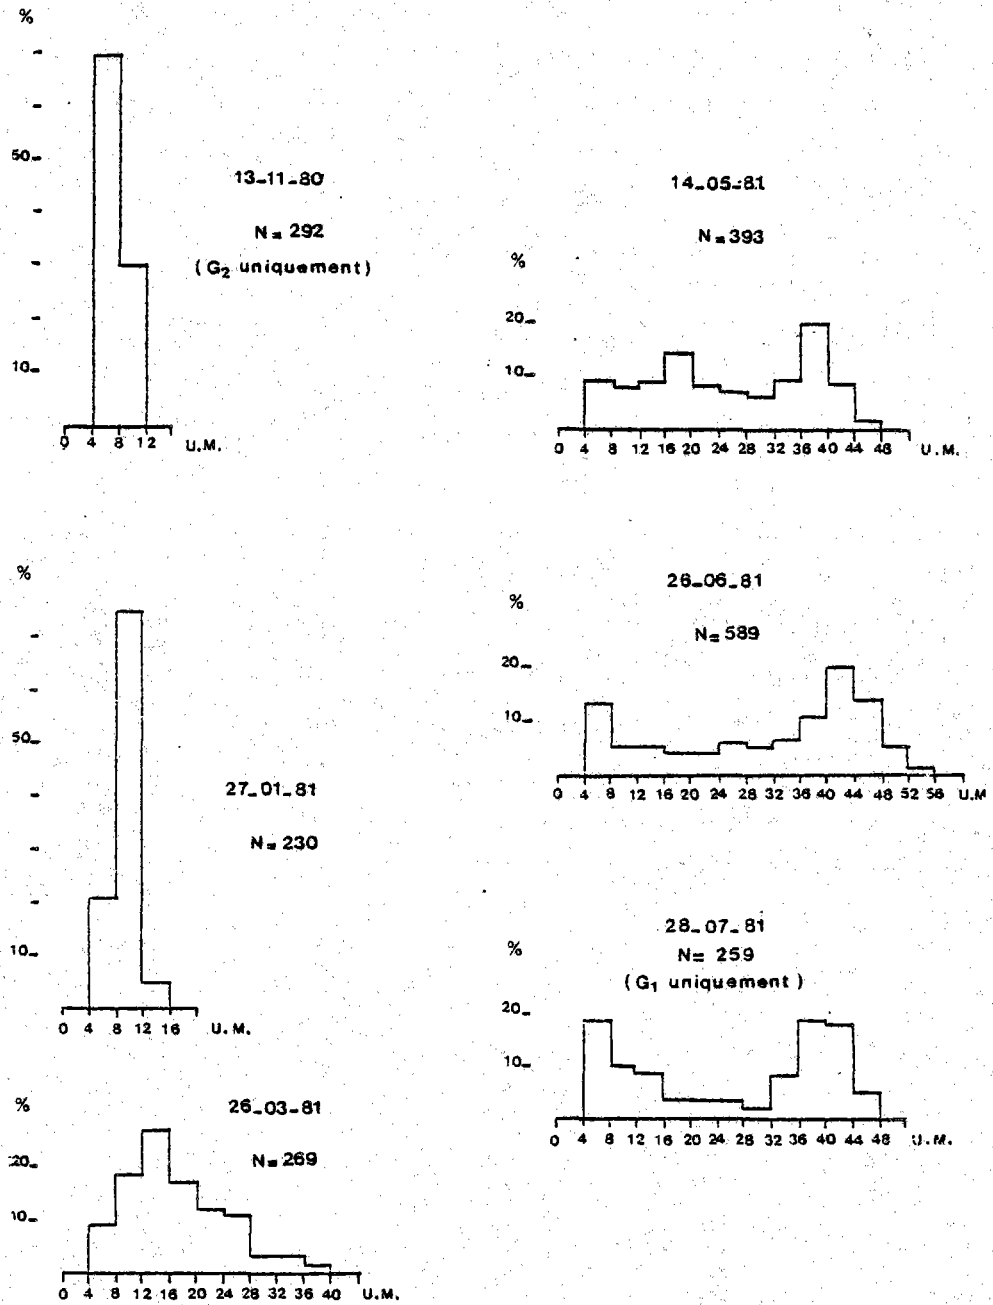 %
50
10
13-11-80
N = 292
(G2 uniquement)
0 4 8 12 U.M.
%
50
10
27-01-81
N = 230
0 4 8 12 16 U.M.
%
20
10
26-03-81
N = 269
0 4 8 12 16 20 24 28 32 36 40 U.M.
14-05-81
N = 393
%
20
10
0 4 8 12 16 20 24 28 32 36 40 44 48 U.M.
26-06-81
N = 589
%
20
10
0 4 8 12 16 20 24 28 32 36 40 44 48 52 56 U.M
28-07-81
N = 259
(G1 uniquement)
%
20
10
0 4 8 12 16 20 24 28 32 36 40 44 48 U.M.